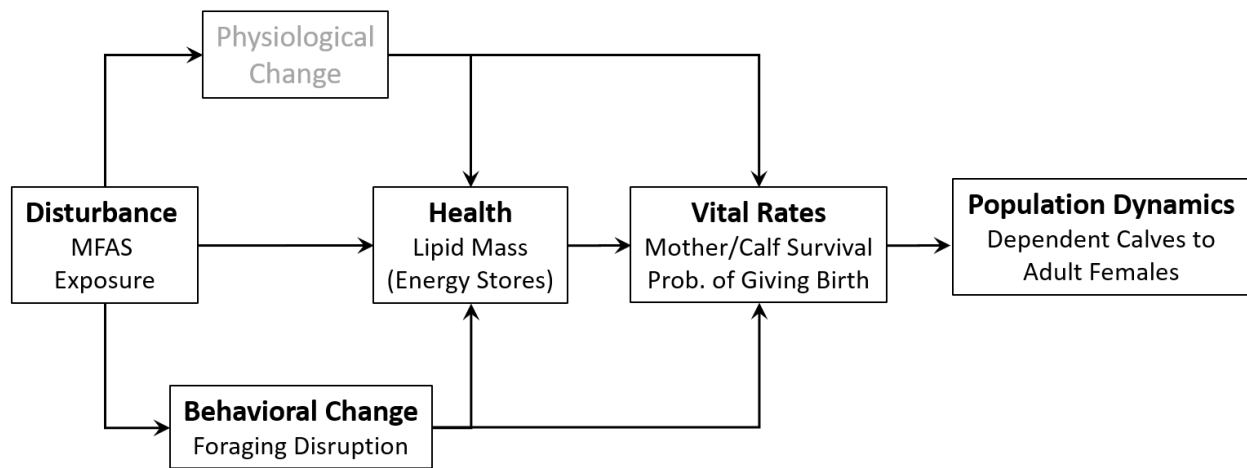 Physiological
Change
Disturbance
MFAS
Exposure
Health
Lipid Mass
(Energy Stores)
Vital Rates
Mother/Calf Survival
Prob. of Giving Birth
Population Dynamics
Dependent Calves to
Adult Females
Behavioral Change
Foraging Disruption